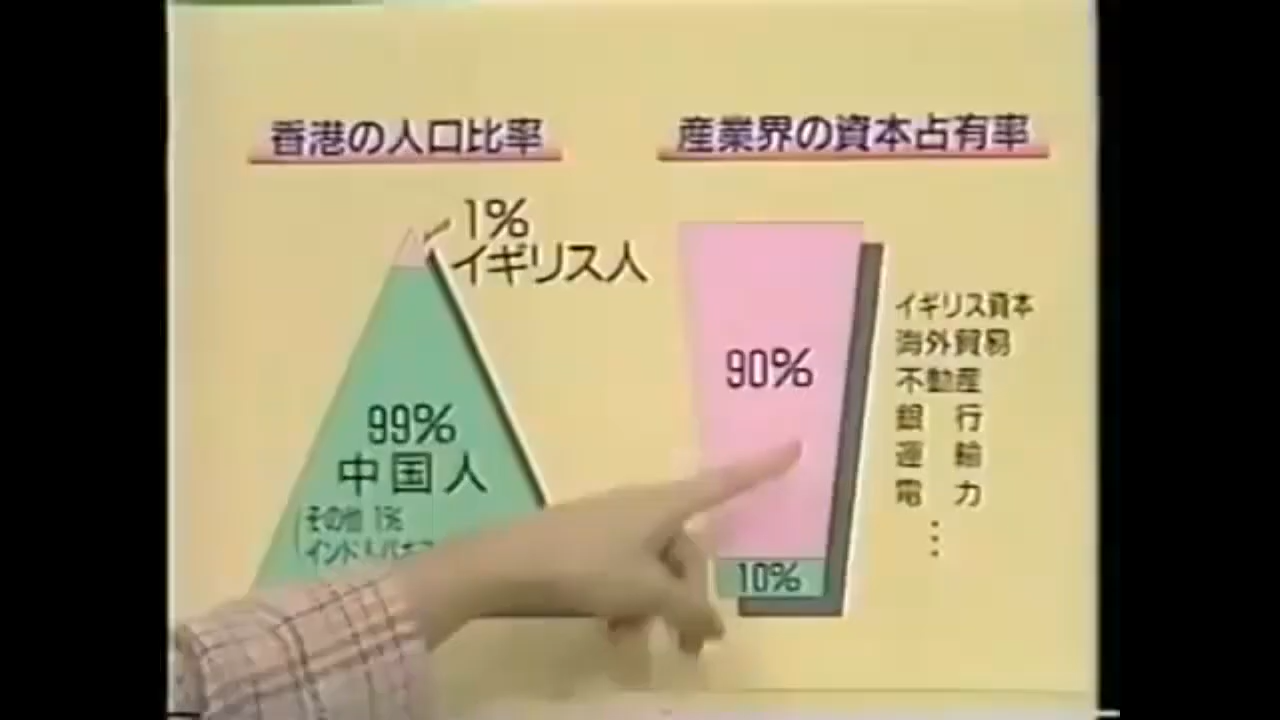 香港の人口比率
1%
イギリス人
99%
中国人
その他 1%
産業界の資本占有率
90%
10%
イギリス資本
海外貿易
不動産
銀 行
運 輸
電 力